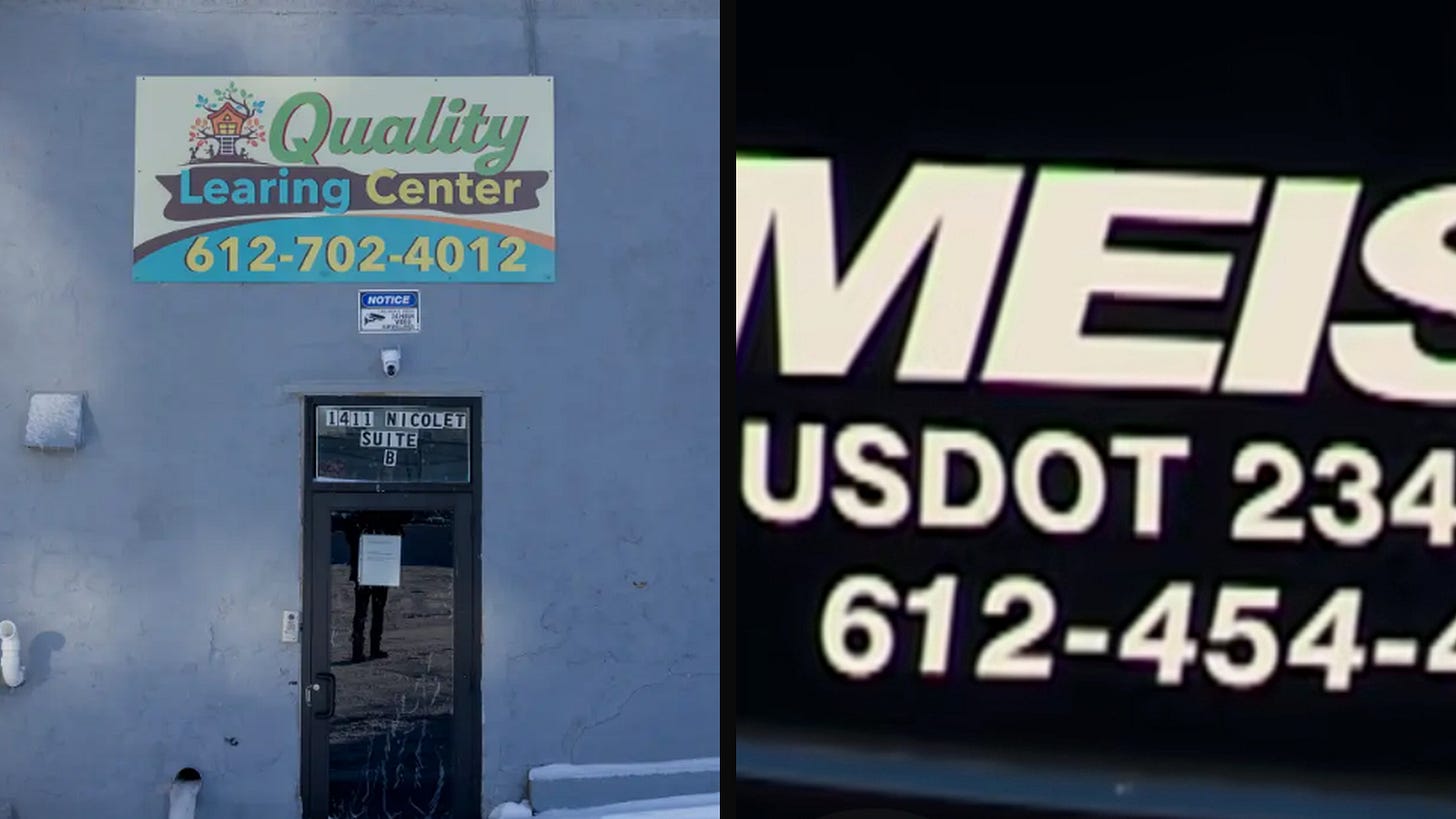 Quality
Learing Center
612-702-4012
NOTICE
1411 NICOLET
SUITE
B
MEIS
USDOT 234
612-454-